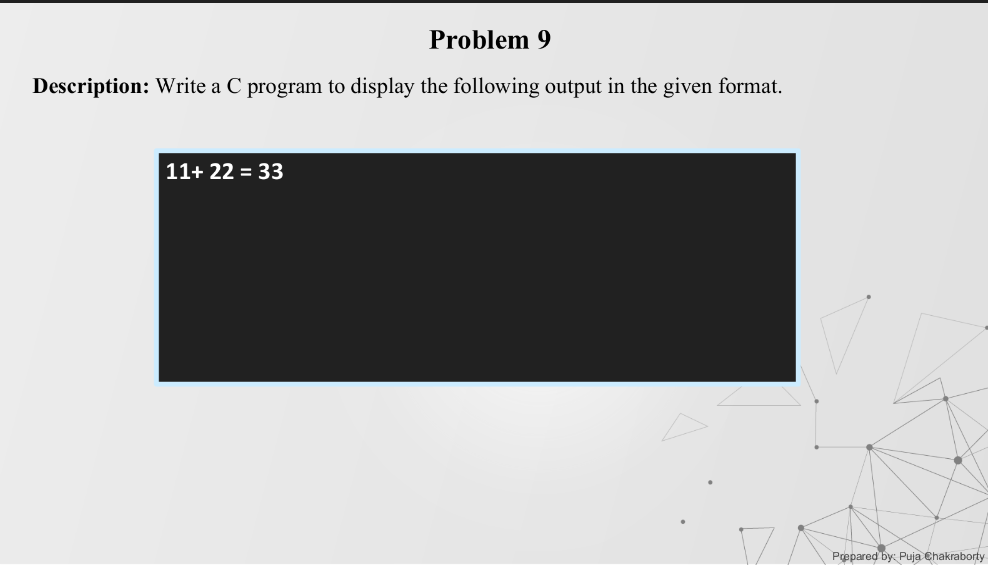 Problem 9
Description: Write a C program to display the following output in the given format.
11+ 22 = 33
Prepared by: Puja Chakraborty